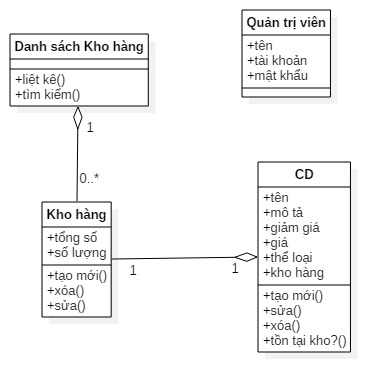 Danh sách Kho hàng
+liệt kê()
+tìm kiếm()
1
0..*
Quản trị viên
+tên
+tài khoản
+mật khẩu
Kho hàng
+tổng số
+số lượng
+tạo mới()
+xóa()
+sửa()
1
1
CD
+tên
+mô tả
+giảm giá
+giá
+thể loại
+kho hàng
+tạo mới()
+sửa()
+xóa()
+tồn tại kho?()